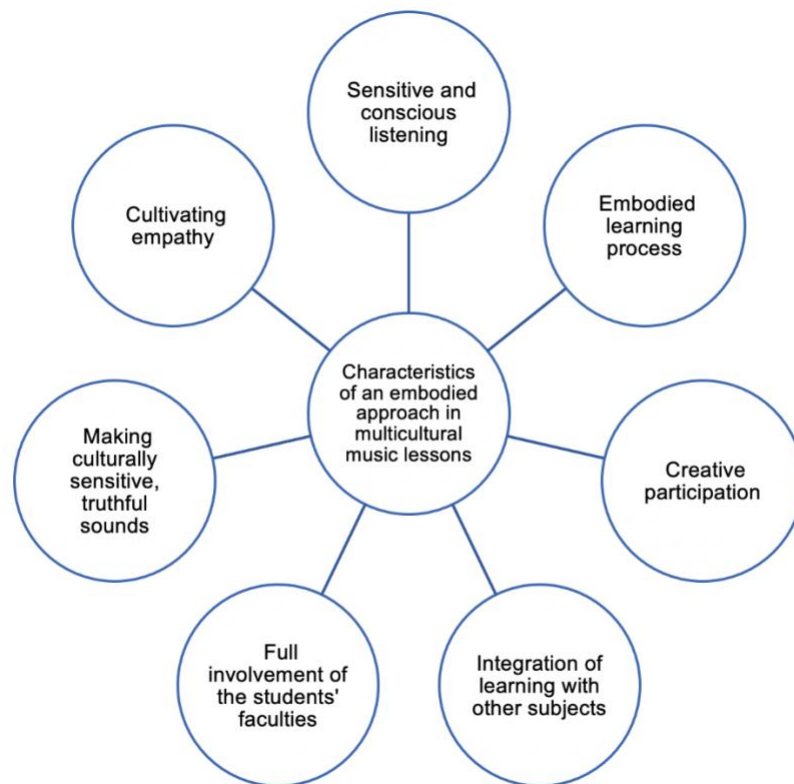 Sensitive and
conscious
listening
Embodied
learning
process
Creative
participation
Integration of
learning with
other subjects
Full
involvement of
the students'
faculties
Making
culturally
sensitive,
truthful
sounds
Cultivating
empathy
Characteristics
of an embodied
approach in
multicultural
music lessons